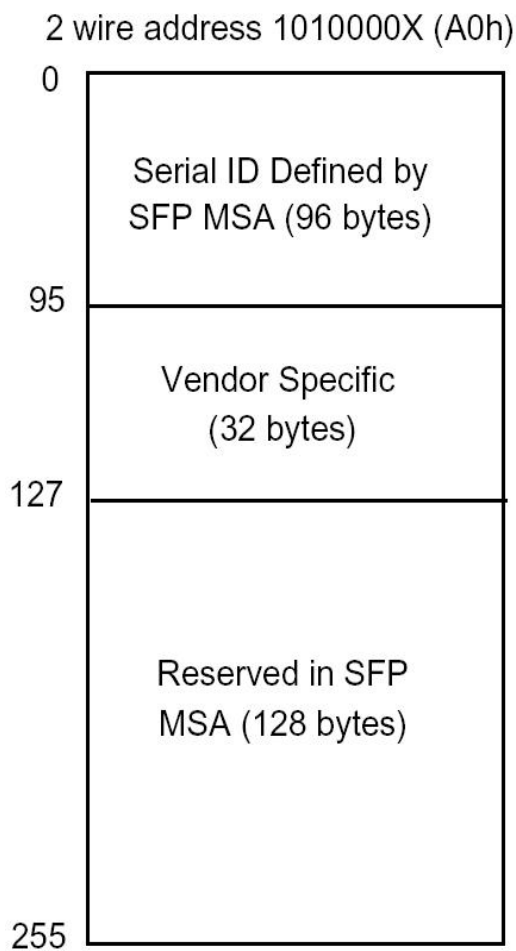 2 wire address 1010000X (A0h)
0
Serial ID Defined by
SFP MSA (96 bytes)
95
Vendor Specific
(32 bytes)
127
Reserved in SFP
MSA (128 bytes)
255